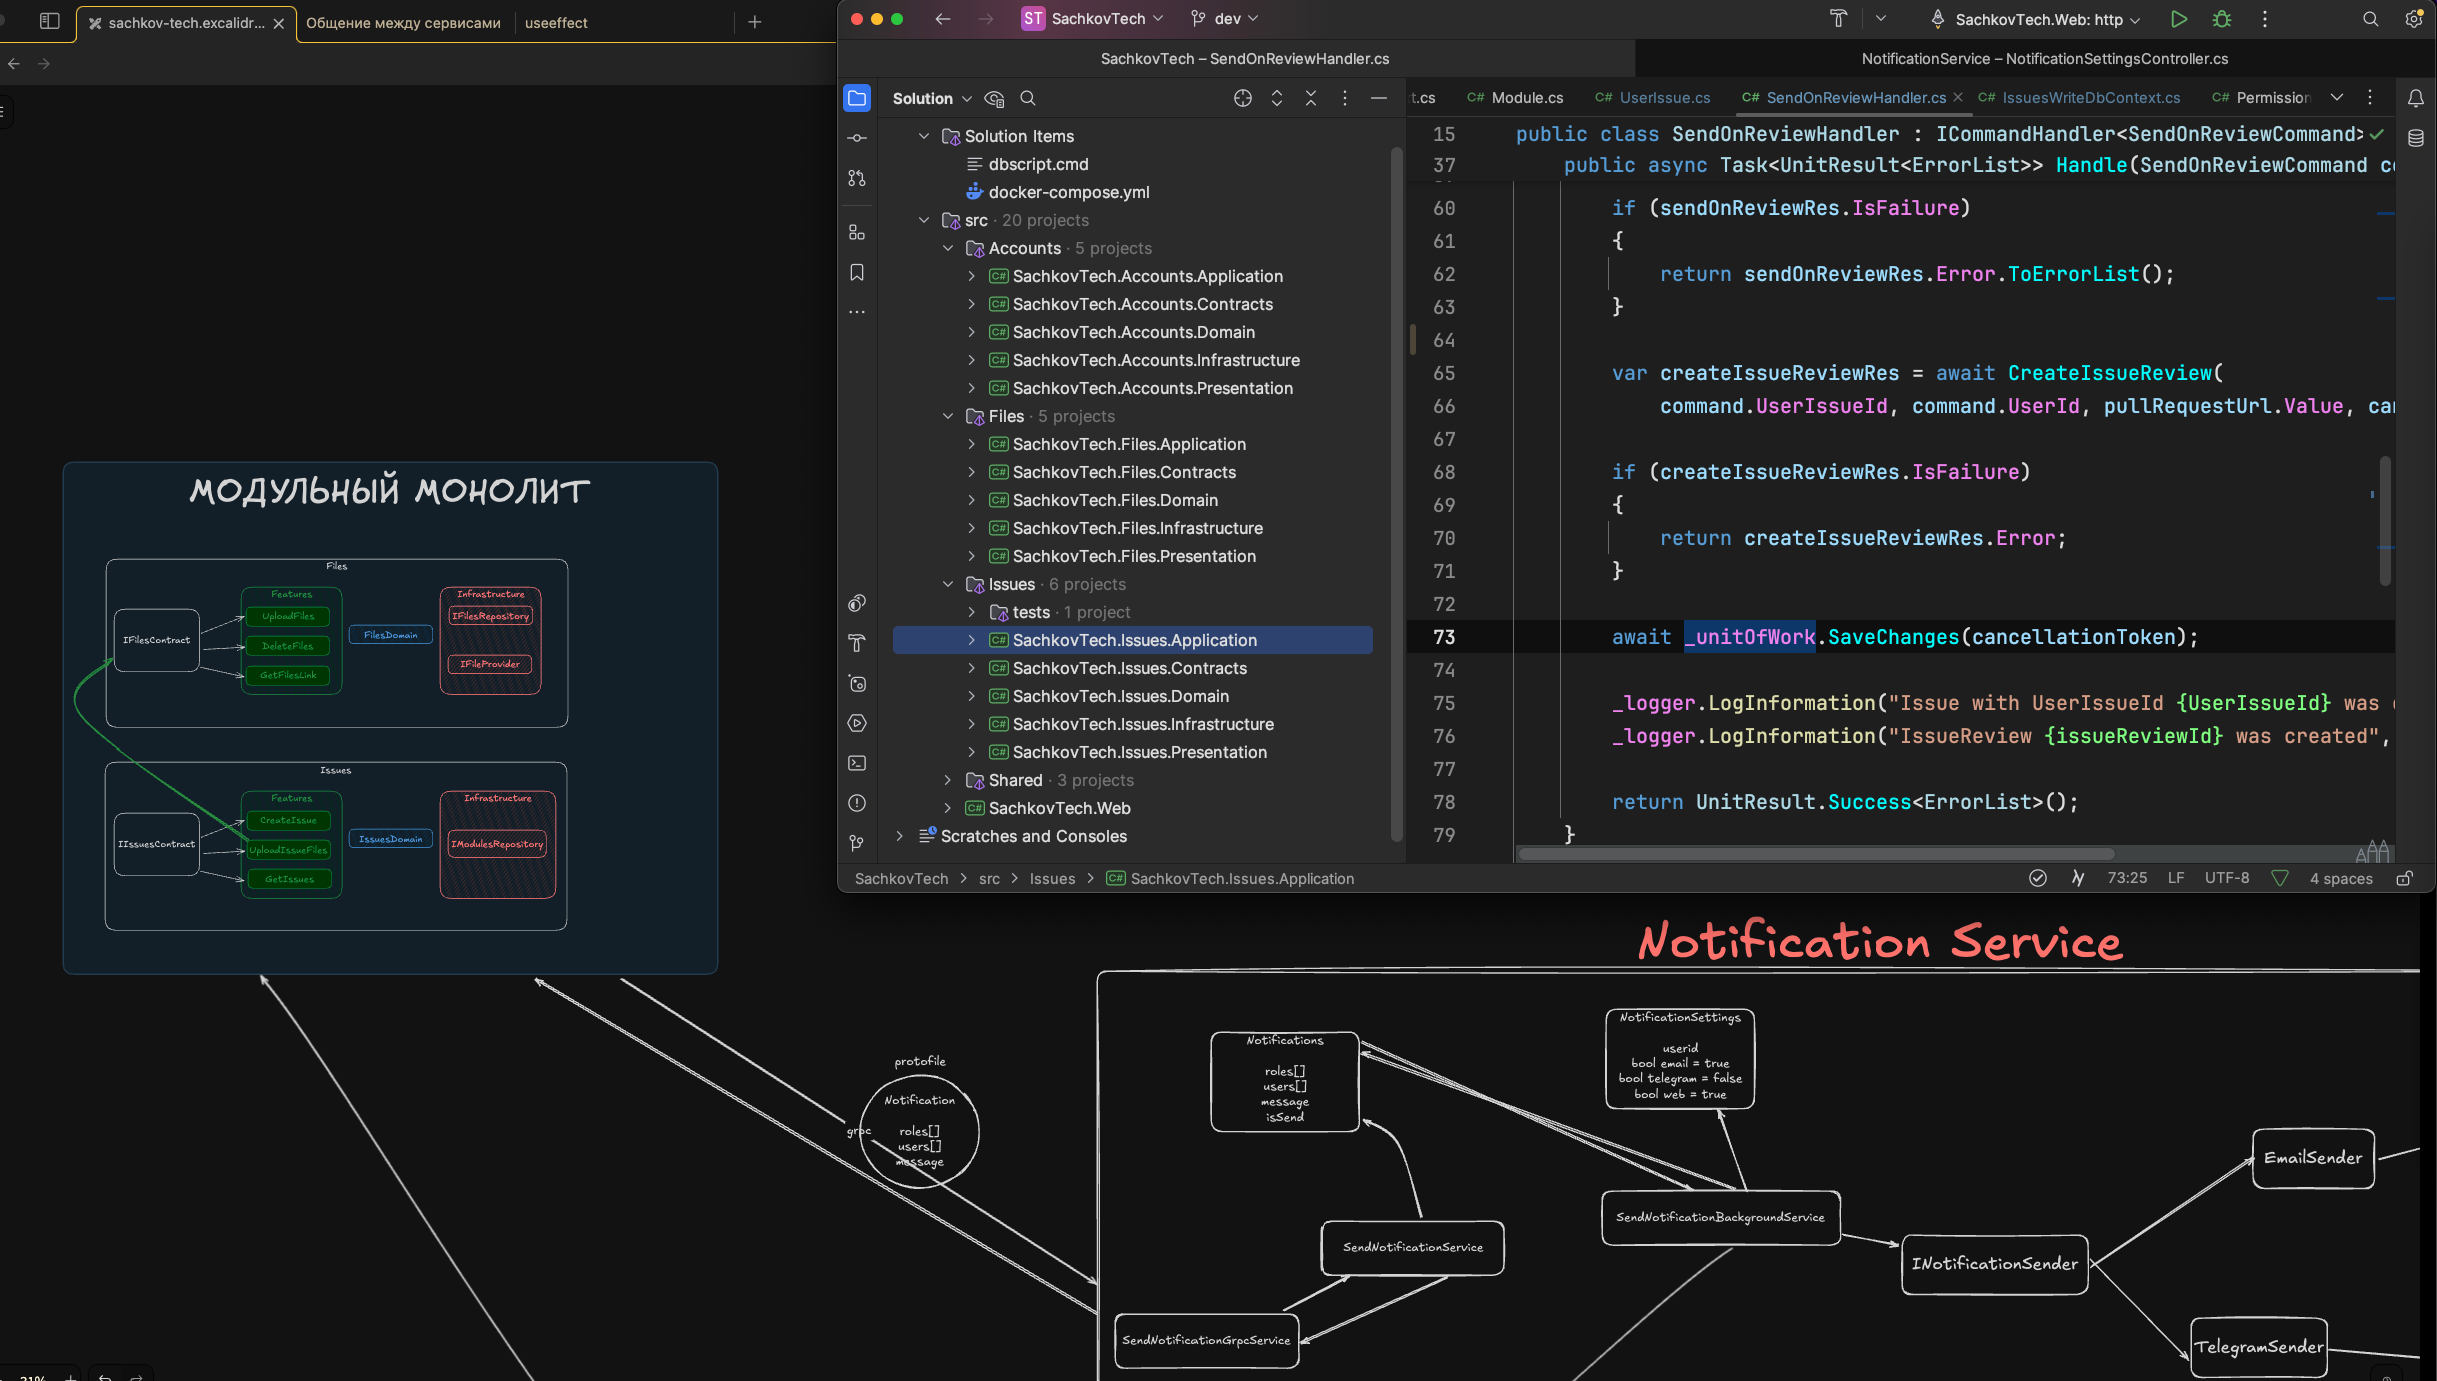 sachkov-tech.excalidr...
Общение между сервисами
useeffect
ST SachkovTech
dev
SachkovTech.Web: http
SachkovTech – SendOnReviewHandler.cs
NotificationService – NotificationSettingsController.cs
Solution
Solution Items
dbscript.cmd
docker-compose.yml
src · 20 projects
Accounts · 5 projects
C# SachkovTech.Accounts.Application
C# SachkovTech.Accounts.Contracts
C# SachkovTech.Accounts.Domain
C# SachkovTech.Accounts.Infrastructure
C# SachkovTech.Accounts.Presentation
Files · 5 projects
C# SachkovTech.Files.Application
C# SachkovTech.Files.Contracts
C# SachkovTech.Files.Domain
C# SachkovTech.Files.Infrastructure
C# SachkovTech.Files.Presentation
Issues · 6 projects
tests · 1 project
C# SachkovTech.Issues.Application
C# SachkovTech.Issues.Contracts
C# SachkovTech.Issues.Domain
C# SachkovTech.Issues.Infrastructure
C# SachkovTech.Issues.Presentation
Shared · 3 projects
C# SachkovTech.Web
Scratches and Consoles
t.cs
C# Module.cs
C# UserIssue.cs
C# SendOnReviewHandler.cs
C# IssuesWriteDbContext.cs
C# Permission
15 public class SendOnReviewHandler : ICommandHandler<SendOnReviewCommand>
37 public async Task<UnitResult<ErrorList>> Handle(SendOnReviewCommand co
60 if (sendOnReviewRes.IsFailure)
61 {
62 return sendOnReviewRes.Error.ToErrorList();
63 }
64
65 var createIssueReviewRes = await CreateIssueReview(
66 command.UserIssueId, command.UserId, pullRequestUrl.Value, can
67
68 if (createIssueReviewRes.IsFailure)
69 {
70 return createIssueReviewRes.Error;
71 }
72
73 await _unitOfWork.SaveChanges(cancellationToken);
74
75 _logger.LogInformation("Issue with UserIssueId {UserIssueId} was c
76 _logger.LogInformation("IssueReview {issueReviewId} was created",
77
78 return UnitResult.Success<ErrorList>();
79 }
SachkovTech > src > Issues > C# SachkovTech.Issues.Application
73:25 LF UTF-8 4 spaces
МОДУЛЬНЫЙ МОНОЛИТ
Files
IFilesContract
Features
UploadFiles
DeleteFiles
GetFilesLink
FilesDomain
Infrastructure
IFilesRepository
IFileProvider
Issues
IIssuesContract
Features
CreateIssue
UploadIssueFiles
GetIssues
IssuesDomain
Infrastructure
IModulesRepository
protofile
grpc
Notification
roles[]
users[]
message
Notification Service
Notifications
roles[]
users[]
message
isSend
NotificationSettings
userid
bool email = true
bool telegram = false
bool web = true
SendNotificationService
SendNotificationBackgroundService
SendNotificationGrpcService
INotificationSender
EmailSender
TelegramSender